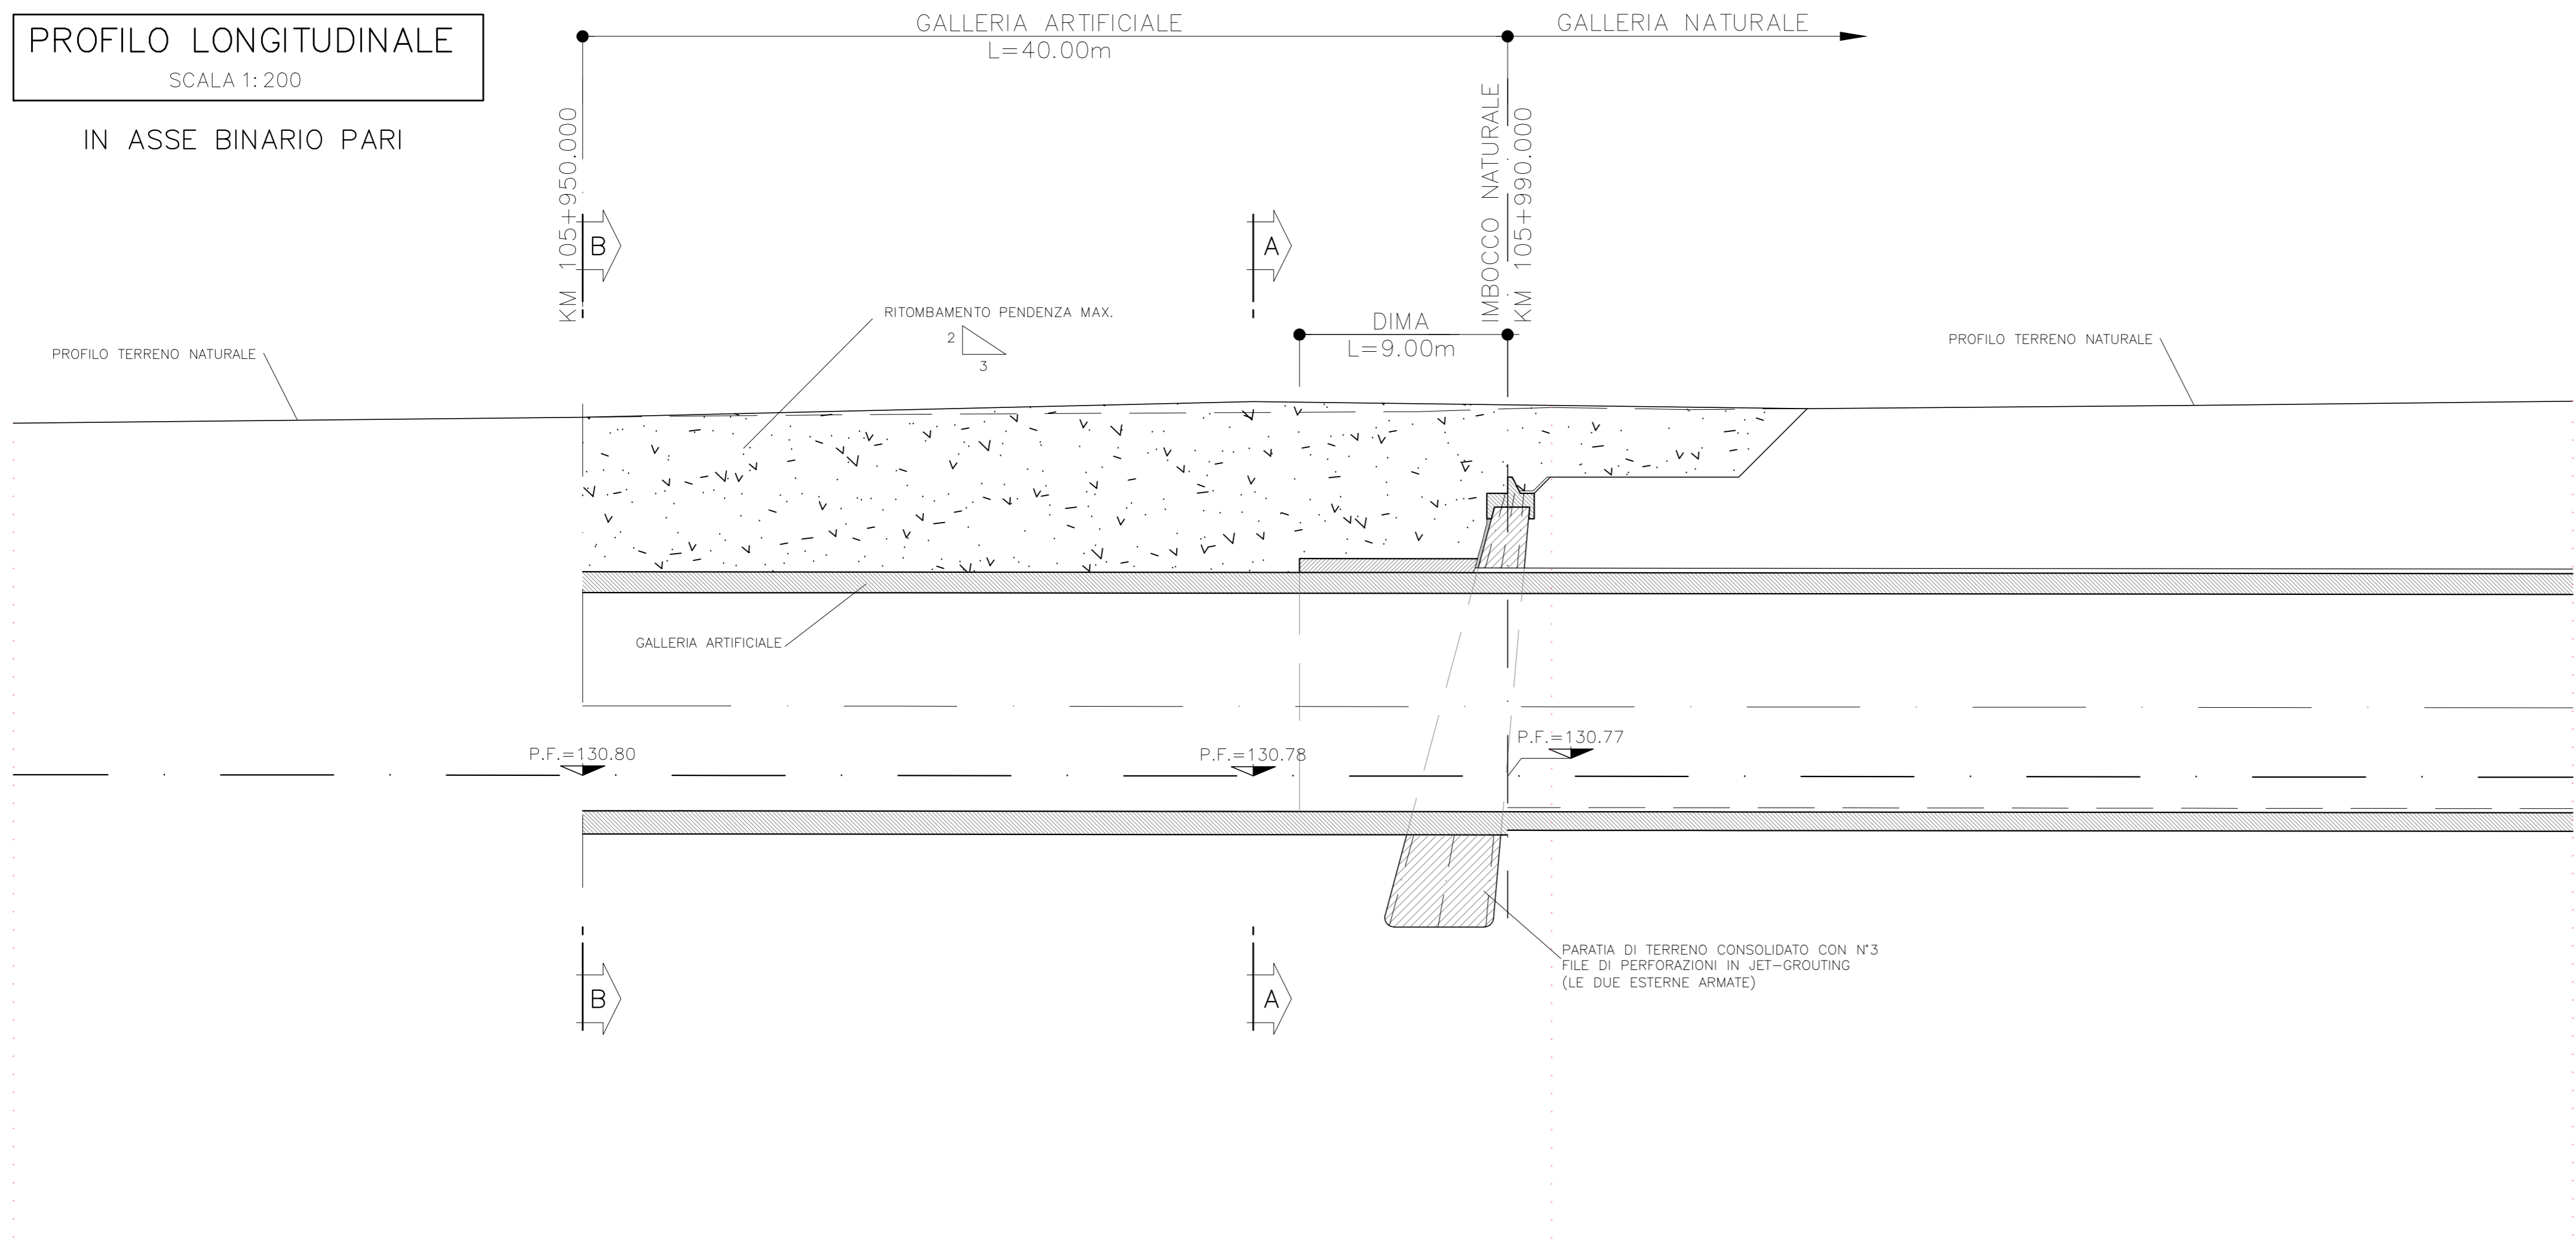 PROFILO LONGITUDINALE
SCALA 1:200
IN ASSE BINARIO PARI
GALLERIA ARTIFICIALE
L=40.00m
GALLERIA NATURALE
KM 105+950.000
IMBOCCO NATURALE
KM 105+990.000
B
A
RITOMBAMENTO PENDENZA MAX.
2
3
DIMA
L=9.00m
PROFILO TERRENO NATURALE
PROFILO TERRENO NATURALE
GALLERIA ARTIFICIALE
P.F.=130.80
P.F.=130.78
P.F.=130.77
PARATIA DI TERRENO CONSOLIDATO CON N°3
FILE DI PERFORAZIONI IN JET-GROUTING
(LE DUE ESTERNE ARMATE)
B
A